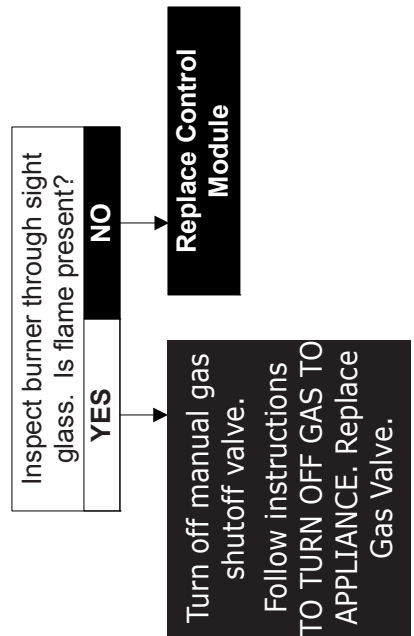 Inspect burner through sight
glass. Is flame present?
YES
NO
Turn off manual gas
shutoff valve.
Follow instructions
TO TURN OFF GAS TO
APPLIANCE. Replace
Gas Valve.
Replace Control
Module